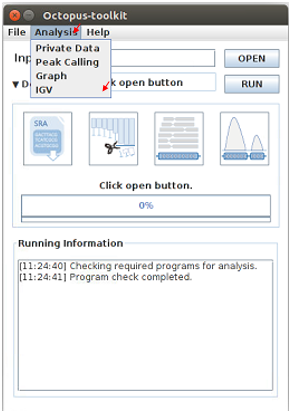 Octopus-toolkit
File Analysis Help
Private Data
Peak Calling
Graph
IGV
OPEN
ck open button
RUN
SRA
Click open button.
0%
Running Information
[11:24:40] Checking required programs for analysis.
[11:24:41] Program check completed.